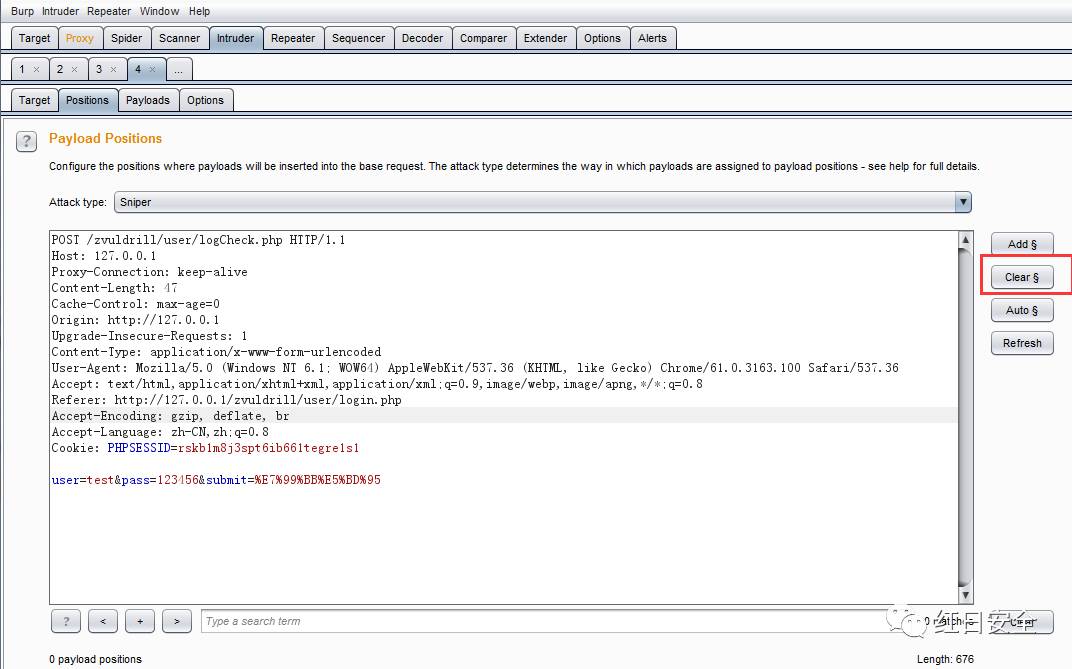 Burp Intruder Repeater Window Help
Target Proxy Spider Scanner Intruder Repeater Sequencer Decoder Comparer Extender Options Alerts
1 × 2 × 3 × 4 × ...
Target Positions Payloads Options
? Payload Positions
Configure the positions where payloads will be inserted into the base request. The attack type determines the way in which payloads are assigned to payload positions - see help for full details.
Attack type: Sniper
POST /zvuldrill/user/logCheck.php HTTP/1.1
Host: 127.0.0.1
Proxy-Connection: keep-alive
Content-Length: 47
Cache-Control: max-age=0
Origin: http://127.0.0.1
Upgrade-Insecure-Requests: 1
Content-Type: application/x-www-form-urlencoded
User-Agent: Mozilla/5.0 (Windows NT 6.1; WOW64) AppleWebKit/537.36 (KHTML, like Gecko) Chrome/61.0.3163.100 Safari/537.36
Accept: text/html,application/xhtml+xml,application/xml;q=0.9,image/webp,image/apng,*/*;q=0.8
Referer: http://127.0.0.1/zvuldrill/user/login.php
Accept-Encoding: gzip, deflate, br
Accept-Language: zh-CN,zh;q=0.8
Cookie: PHPSESSID=rskb1m8j3spt6ib661tegre1s1
user=test&pass=123456&submit=%E7%99%BB%E5%BD%95
Add §
Clear §
Auto §
Refresh
? < + > Type a search term 0 matches Clear
红日安全
0 payload positions Length: 676